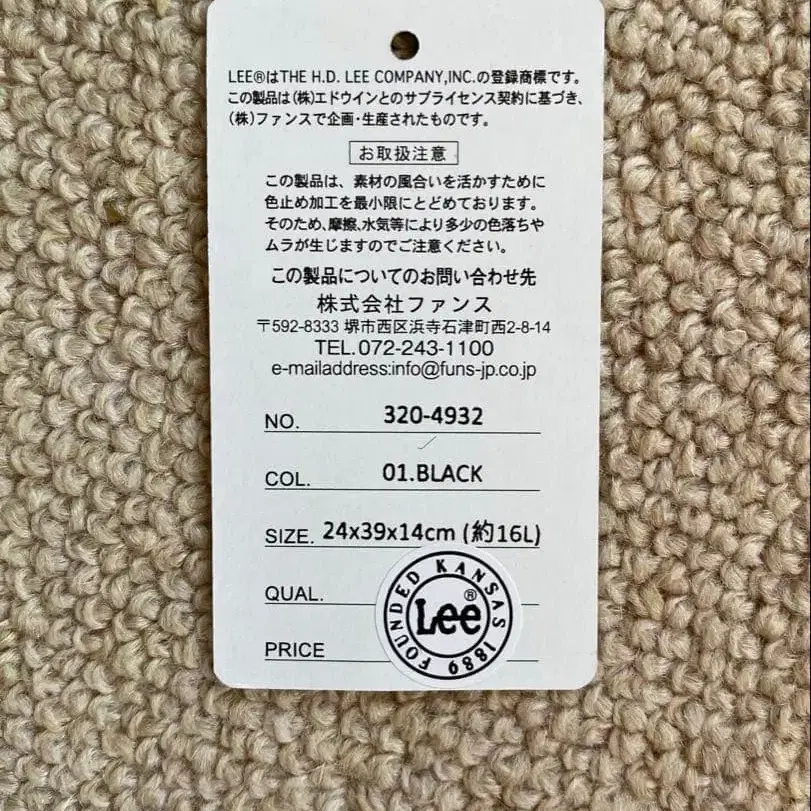 LEE®はTHE H.D. LEE COMPANY,INC.の登録商標です。
この製品は(株)エドウインとのサブライセンス契約に基づき、
(株)ファンスで企画・生産されたものです。
お取扱注意
この製品は、素材の風合いを活かすために
色止め加工を最小限にとどめております。
そのため、摩擦、水気等により多少の色落ちや
ムラが生じますのでご注意ください。
この製品についてのお問い合わせ先
株式会社ファンス
〒592-8333 堺市西区浜寺石津町西2-8-14
TEL.072-243-1100
e-mailaddress:info@funs-jp.co.jp
NO. 320-4932
COL. 01.BLACK
SIZE. 24x39x14cm (約16L)
QUAL.
PRICE
FOUNDED KANSAS 1889
Lee®